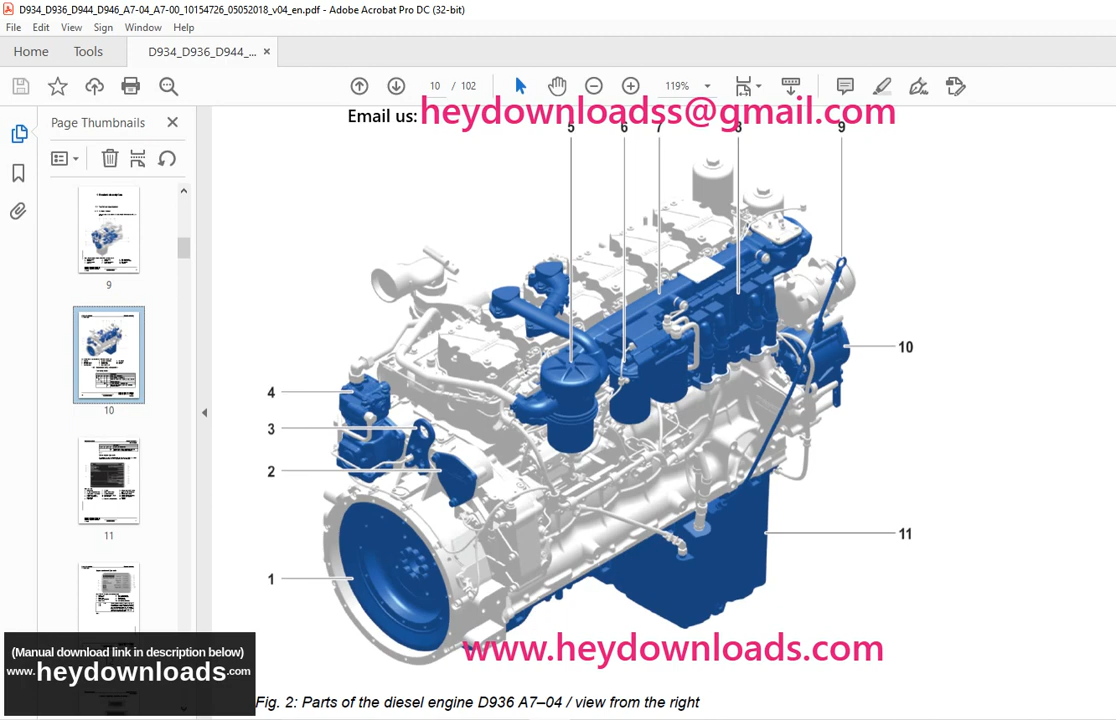 D934_D936_D944_D946_A7-04_A7-00_10154726_05052018_v04_en.pdf - Adobe Acrobat Pro DC (32-bit)
File Edit View Sign Window Help
Home Tools D934_D936_D944_... ×
10 / 102 119%
Email us: heydownloadss@gmail.com
Page Thumbnails
5 6 7 8 9
9
10
4
3
10
2
11
11
1
(Manual download link in description below)
www.heydownloads.com
www.heydownloads.com
Fig. 2: Parts of the diesel engine D936 A7–04 / view from the right